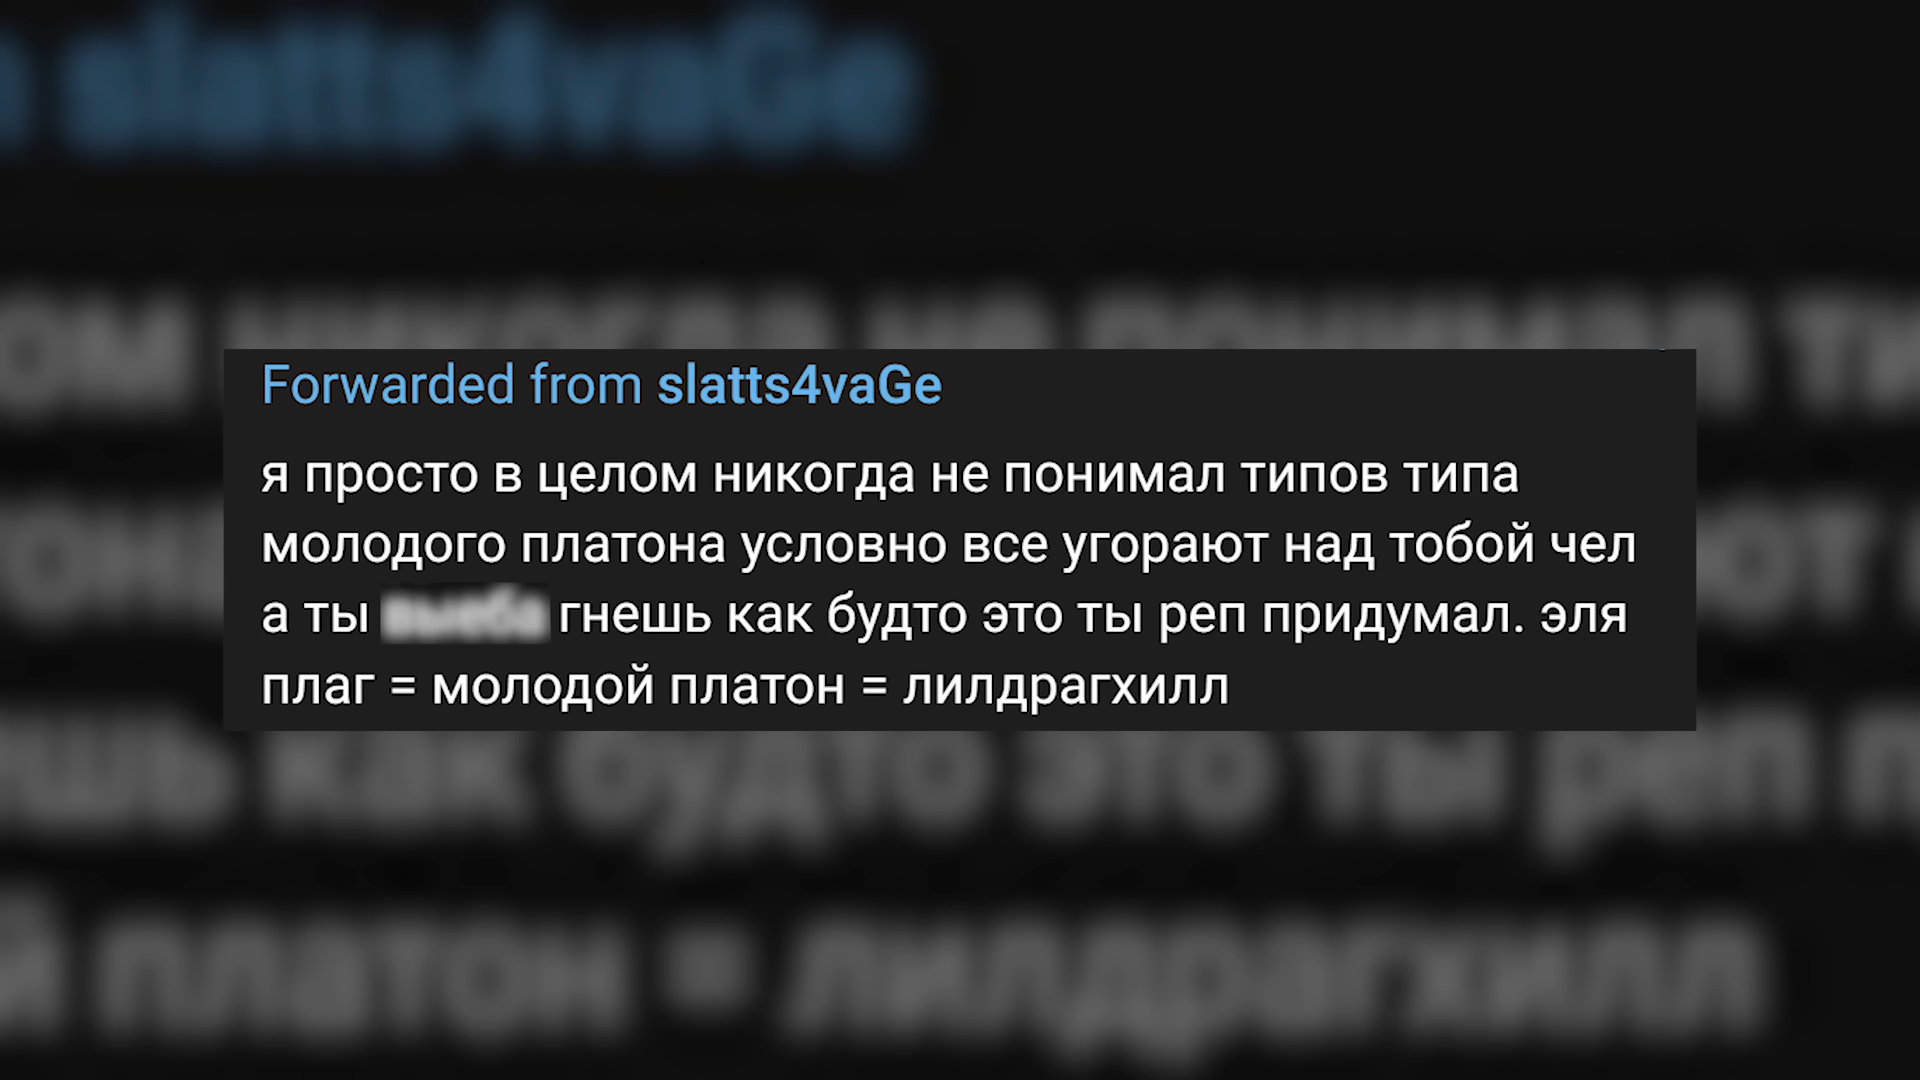 Forwarded from slatts4vaGe
я просто в целом никогда не понимал типов типа
молодого платона условно все угорают над тобой чел
а ты гнешь как будто это ты реп придумал. эля
плаг = молодой платон = лилдрагхилл